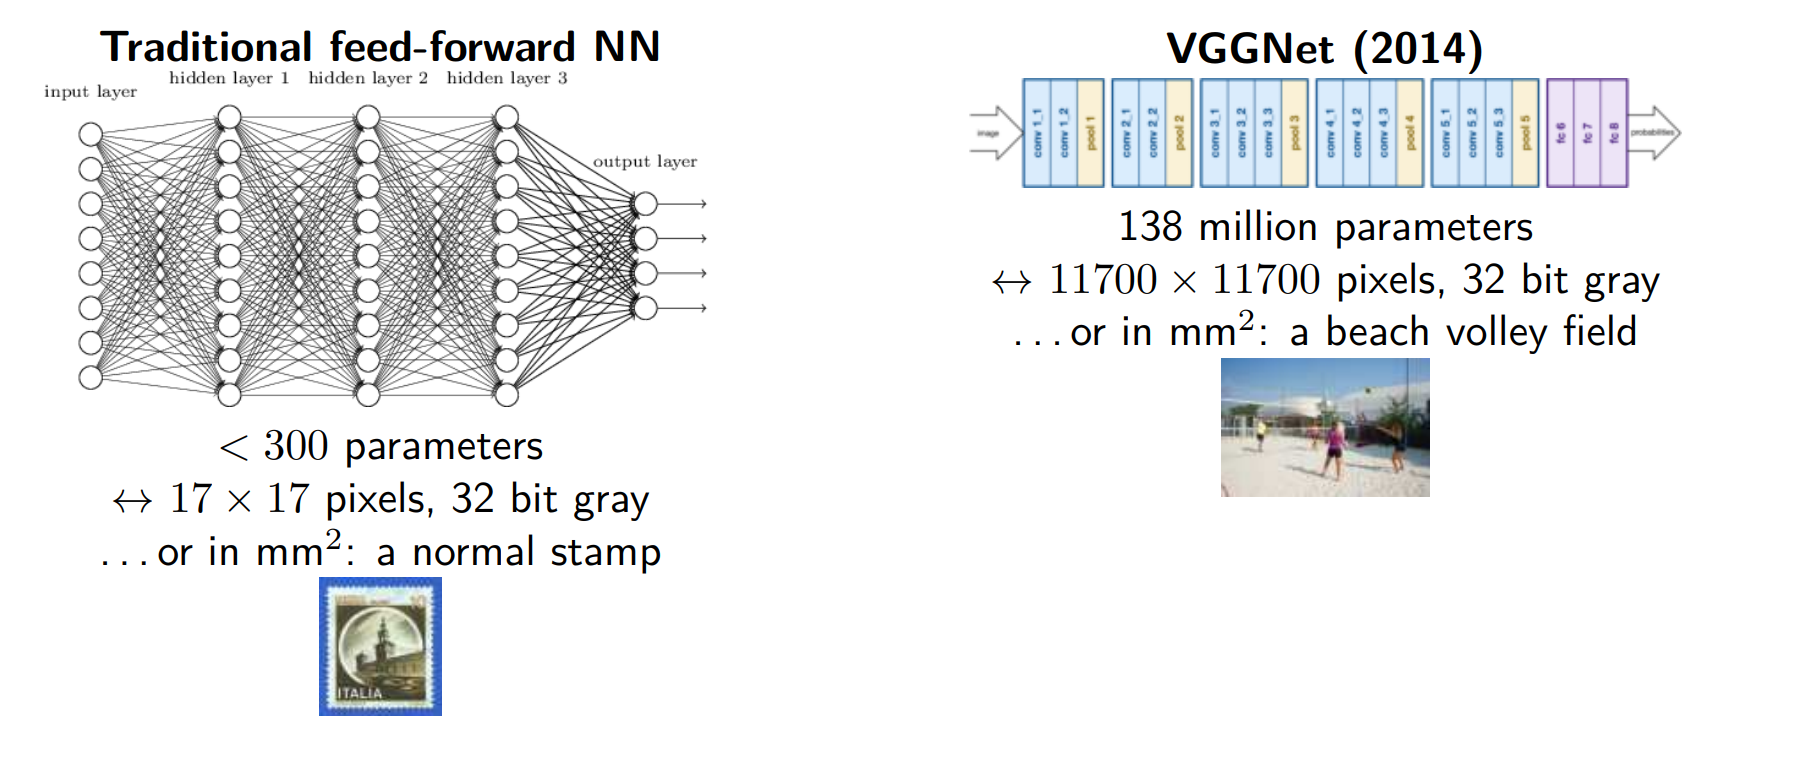 Traditional feed-forward NN
input layer
hidden layer 1
hidden layer 2
hidden layer 3
output layer
< 300 parameters
↔ 17 × 17 pixels, 32 bit gray
...or in mm²: a normal stamp
ITALIA
VGGNet (2014)
image
conv 1_1
conv 1_2
pool 1
conv 2_1
conv 2_2
pool 2
conv 3_1
conv 3_2
conv 3_3
pool 3
conv 4_1
conv 4_2
conv 4_3
pool 4
conv 5_1
conv 5_2
conv 5_3
pool 5
fc 6
fc 7
fc 8
probabilities
138 million parameters
↔ 11700 × 11700 pixels, 32 bit gray
...or in mm²: a beach volley field